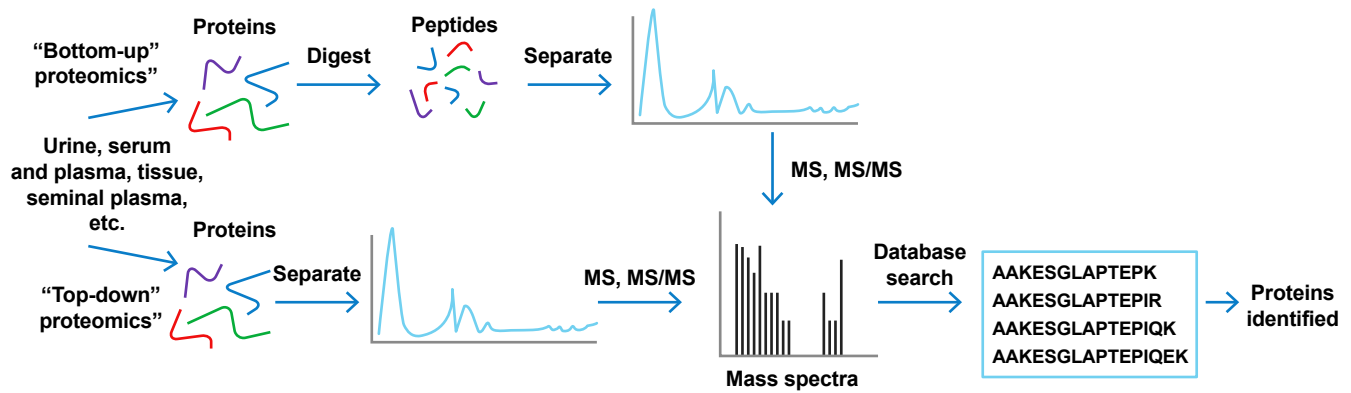 “Bottom-up”
proteomics”
Proteins
Digest
Peptides
Separate
Urine, serum
and plasma, tissue,
seminal plasma,
etc.
MS, MS/MS
“Top-down”
proteomics”
Proteins
Separate
MS, MS/MS
Mass spectra
Database
search
AAKESGLAPTEPK
AAKESGLAPTEPIR
AAKESGLAPTEPIQK
AAKESGLAPTEPIQEK
Proteins
identified